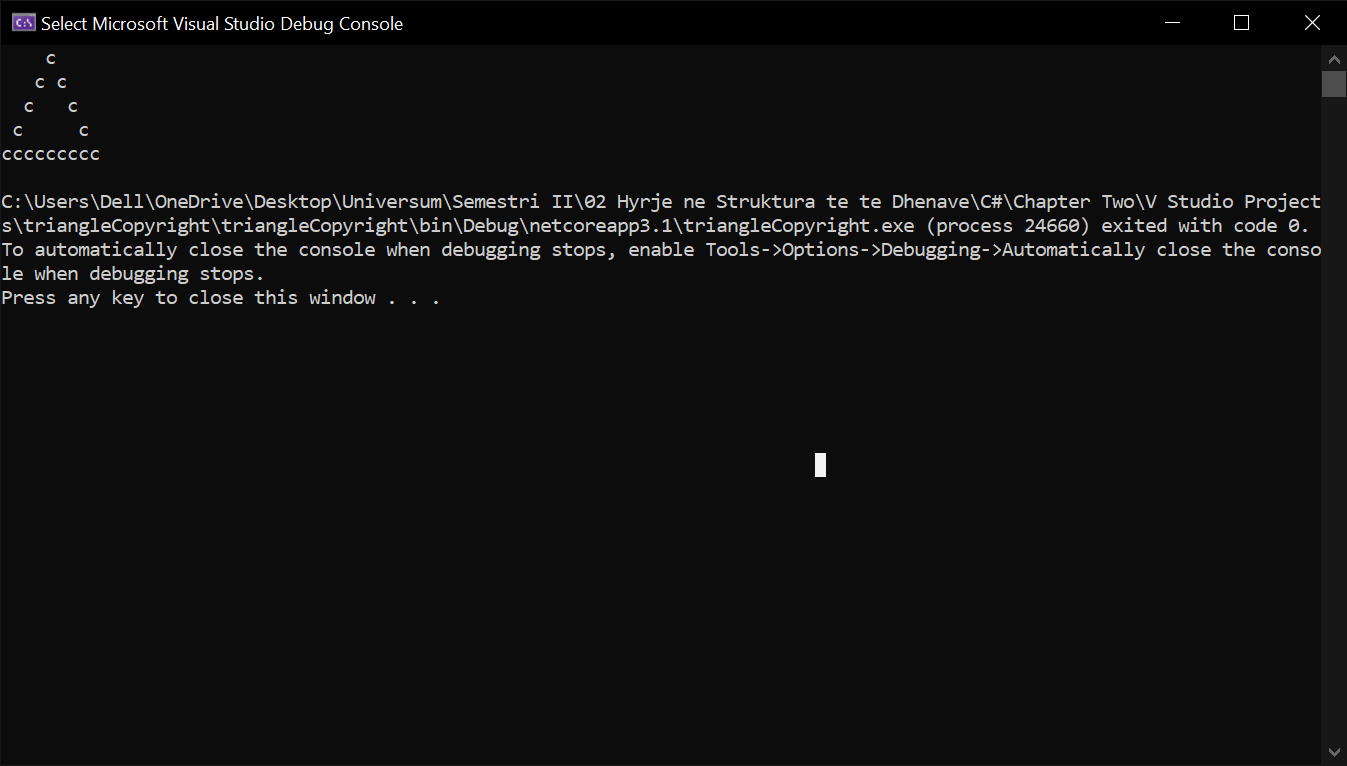 Select Microsoft Visual Studio Debug Console
    c
   c c
  c   c
 c     c
ccccccccc
C:\Users\Dell\OneDrive\Desktop\Universum\Semestri II\02 Hyrje ne Struktura te te Dhenave\C#\Chapter Two\V Studio Project
s\triangleCopyright\triangleCopyright\bin\Debug\netcoreapp3.1\triangleCopyright.exe (process 24660) exited with code 0.
To automatically close the console when debugging stops, enable Tools->Options->Debugging->Automatically close the conso
le when debugging stops.
Press any key to close this window . . .